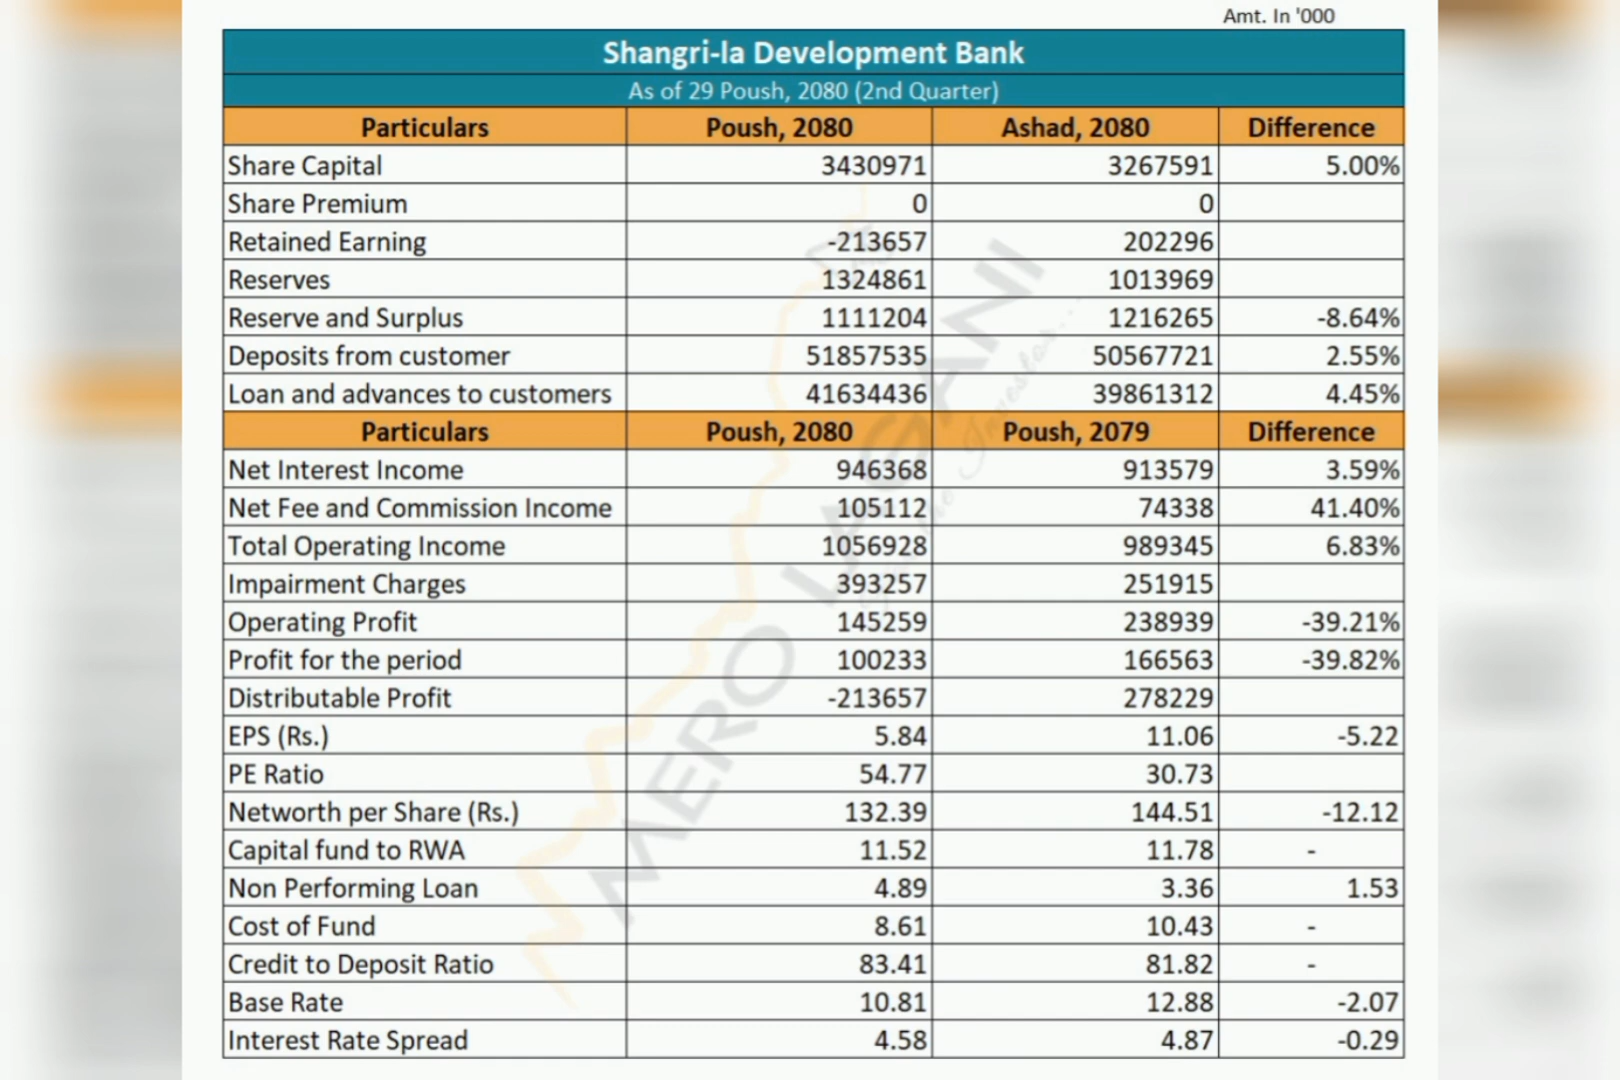 Amt. In '000
Shangri-la Development Bank
As of 29 Poush, 2080 (2nd Quarter)
Particulars Poush, 2080 Ashad, 2080 Difference
Share Capital 3430971 3267591 5.00%
Share Premium 0 0
Retained Earning -213657 202296
Reserves 1324861 1013969
Reserve and Surplus 1111204 1216265 -8.64%
Deposits from customer 51857535 50567721 2.55%
Loan and advances to customers 41634436 39861312 4.45%
Particulars Poush, 2080 Poush, 2079 Difference
Net Interest Income 946368 913579 3.59%
Net Fee and Commission Income 105112 74338 41.40%
Total Operating Income 1056928 989345 6.83%
Impairment Charges 393257 251915
Operating Profit 145259 238939 -39.21%
Profit for the period 100233 166563 -39.82%
Distributable Profit -213657 278229
EPS (Rs.) 5.84 11.06 -5.22
PE Ratio 54.77 30.73
Networth per Share (Rs.) 132.39 144.51 -12.12
Capital fund to RWA 11.52 11.78 -
Non Performing Loan 4.89 3.36 1.53
Cost of Fund 8.61 10.43 -
Credit to Deposit Ratio 83.41 81.82 -
Base Rate 10.81 12.88 -2.07
Interest Rate Spread 4.58 4.87 -0.29
MERO LAGANI